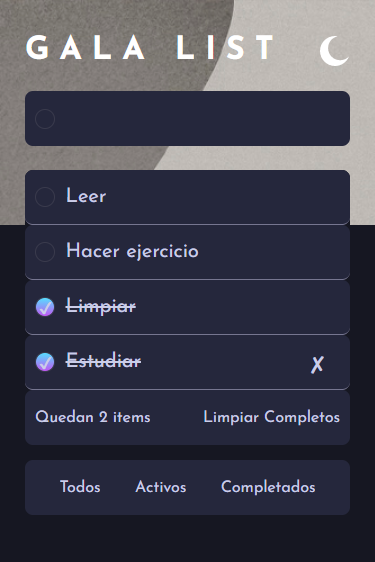 GALA LIST
Leer
Hacer ejercicio
Limpiar
Estudiar ✗
Quedan 2 items Limpiar Completos
Todos Activos Completados